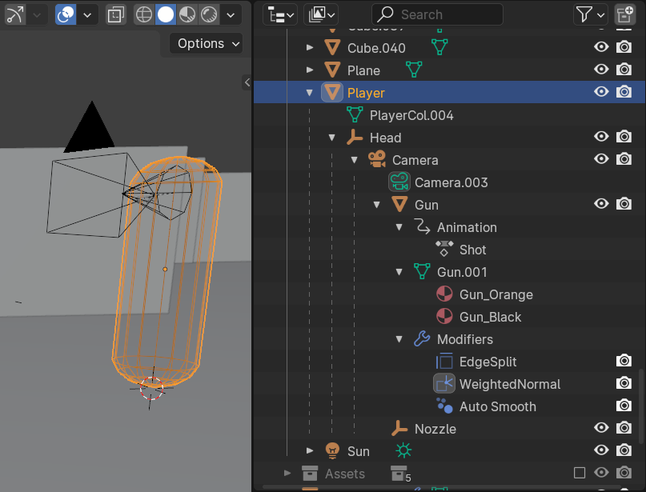 Search
Options
Cube.040
Plane
Player
PlayerCol.004
Head
Camera
Camera.003
Gun
Animation
Shot
Gun.001
Gun_Orange
Gun_Black
Modifiers
EdgeSplit
WeightedNormal
Auto Smooth
Nozzle
Sun
Assets
5